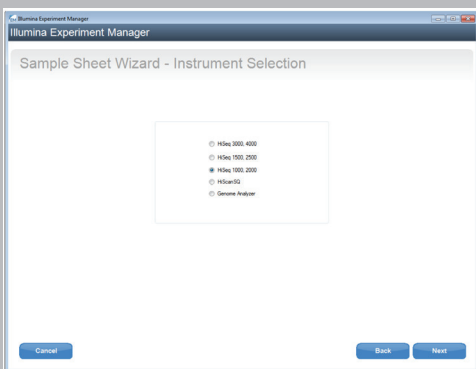 Illumina Experiment Manager
Illumina Experiment Manager
Sample Sheet Wizard - Instrument Selection
HiSeq 3000, 4000
HiSeq 1500, 2500
HiSeq 1000, 2000
HiScanSQ
Genome Analyzer
Cancel
Back
Next